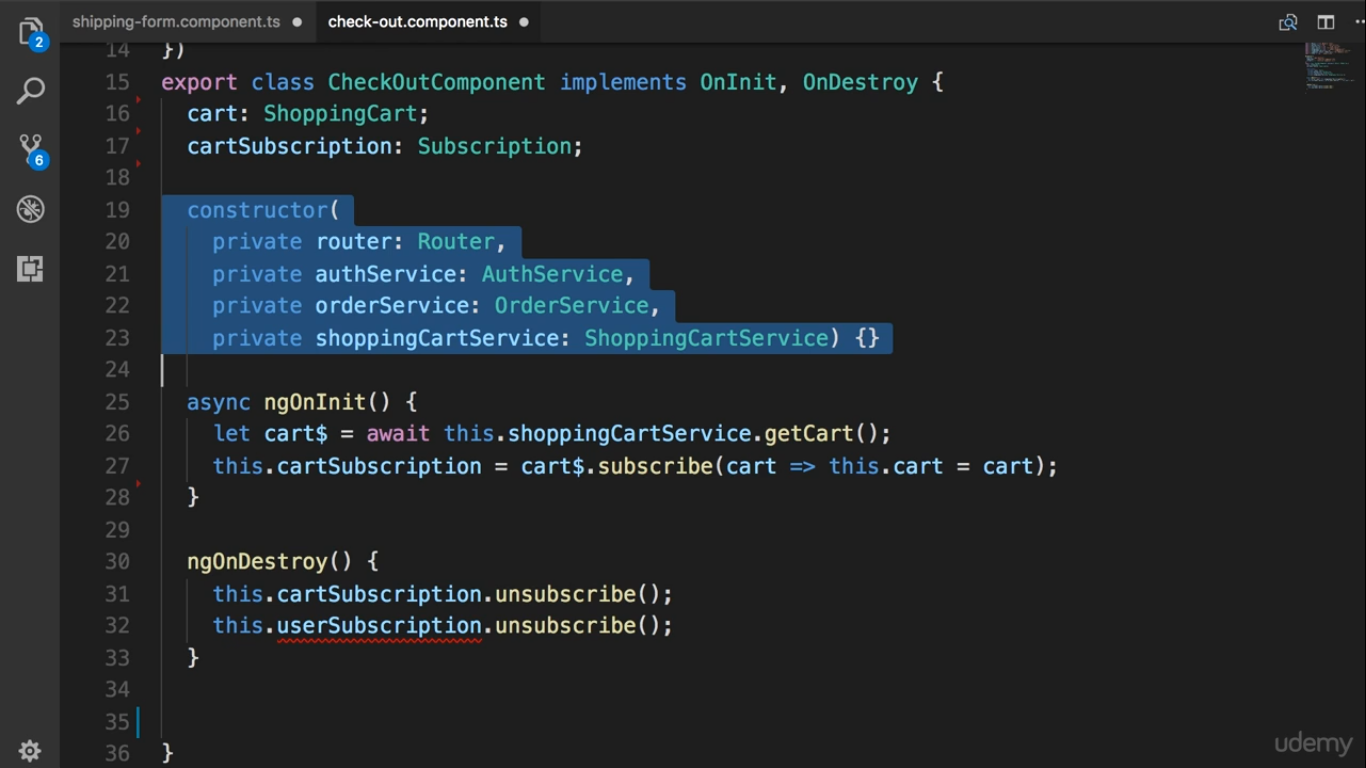 shipping-form.component.ts
check-out.component.ts
2
6
14 })
15 export class CheckOutComponent implements OnInit, OnDestroy {
16   cart: ShoppingCart;
17   cartSubscription: Subscription;
18
19   constructor(
20     private router: Router,
21     private authService: AuthService,
22     private orderService: OrderService,
23     private shoppingCartService: ShoppingCartService) {}
24
25   async ngOnInit() {
26     let cart$ = await this.shoppingCartService.getCart();
27     this.cartSubscription = cart$.subscribe(cart => this.cart = cart);
28   }
29
30   ngOnDestroy() {
31     this.cartSubscription.unsubscribe();
32     this.userSubscription.unsubscribe();
33   }
34
35
36 }
udemy